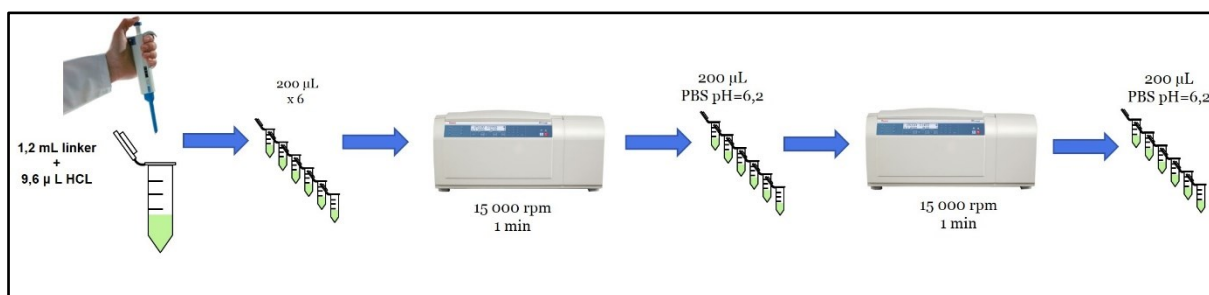 1,2 mL linker
+
9,6 µ L HCL
200 µL
x 6
15 000 rpm
1 min
200 µL
PBS pH=6,2
15 000 rpm
1 min
200 µL
PBS pH=6,2